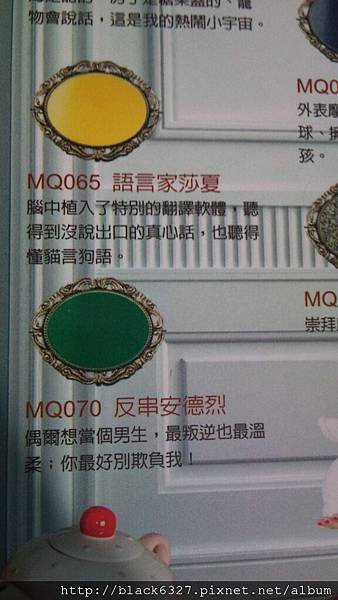 物會說話，這是我的熱鬧小宇宙。
MQ065 語言家莎夏
腦中植入了特別的翻譯軟體，聽
得到沒說出口的真心話，也聽得
懂貓言狗語。
MQ070 反串安德烈
偶爾想當個男生，最叛逆也最溫
柔；你最好別欺負我！
MQ0
外表摩
球、擁
孩。
MQ
崇拜
http://black6327.pixnet.net/album